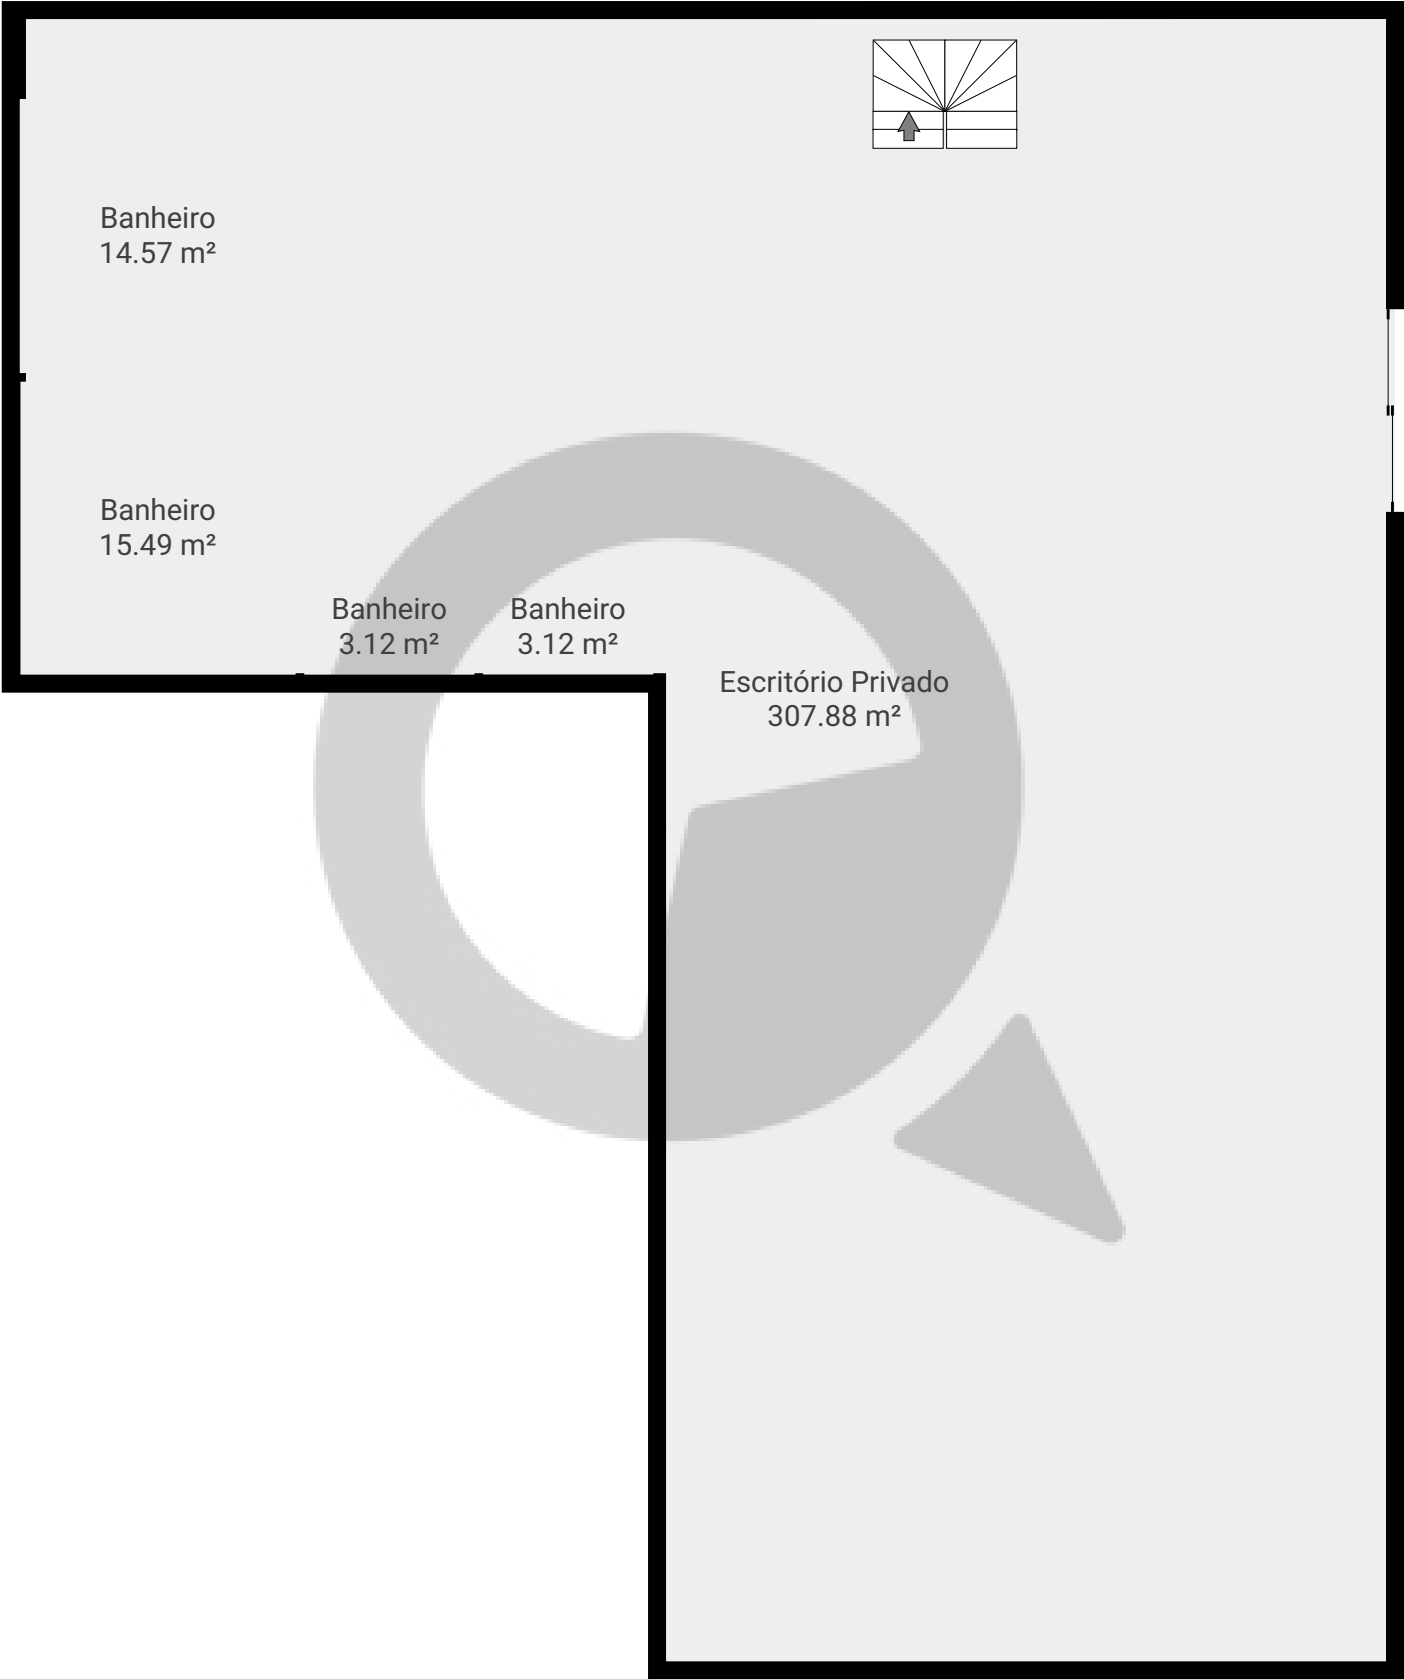 Banheiro
14.57 m²
Banheiro
15.49 m²
Banheiro
3.12 m²
Banheiro
3.12 m²
Escritório Privado
307.88 m²